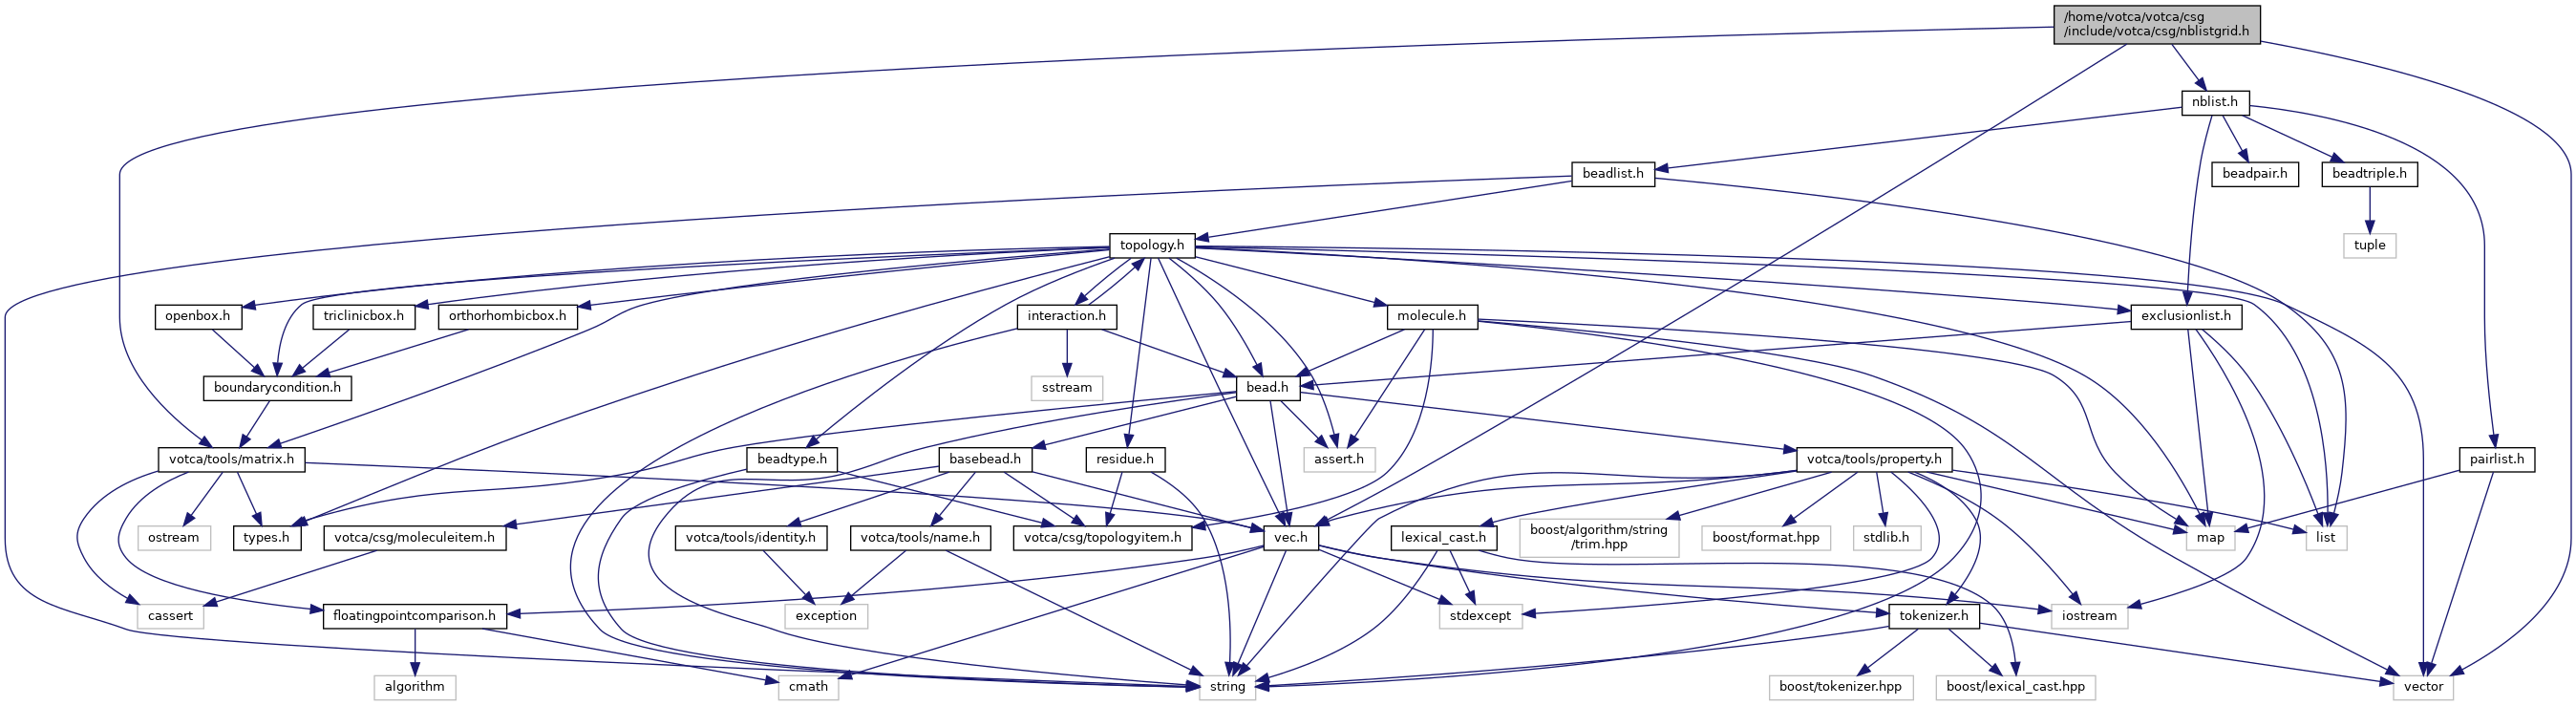 /home/votca/votca/csg
/include/votca/csg/nblistgrid.h
nblist.h
beadlist.h
beadpair.h
beadtriple.h
topology.h
tuple
openbox.h
triclinicbox.h
orthorhombicbox.h
interaction.h
molecule.h
exclusionlist.h
boundarycondition.h
sstream
bead.h
votca/tools/matrix.h
beadtype.h
basebead.h
residue.h
assert.h
votca/tools/property.h
pairlist.h
ostream
types.h
votca/csg/moleculeitem.h
votca/tools/identity.h
votca/tools/name.h
votca/csg/topologyitem.h
vec.h
lexical_cast.h
boost/algorithm/string
/trim.hpp
boost/format.hpp
stdlib.h
map
list
cassert
floatingpointcomparison.h
exception
stdexcept
tokenizer.h
iostream
algorithm
cmath
string
boost/tokenizer.hpp
boost/lexical_cast.hpp
vector